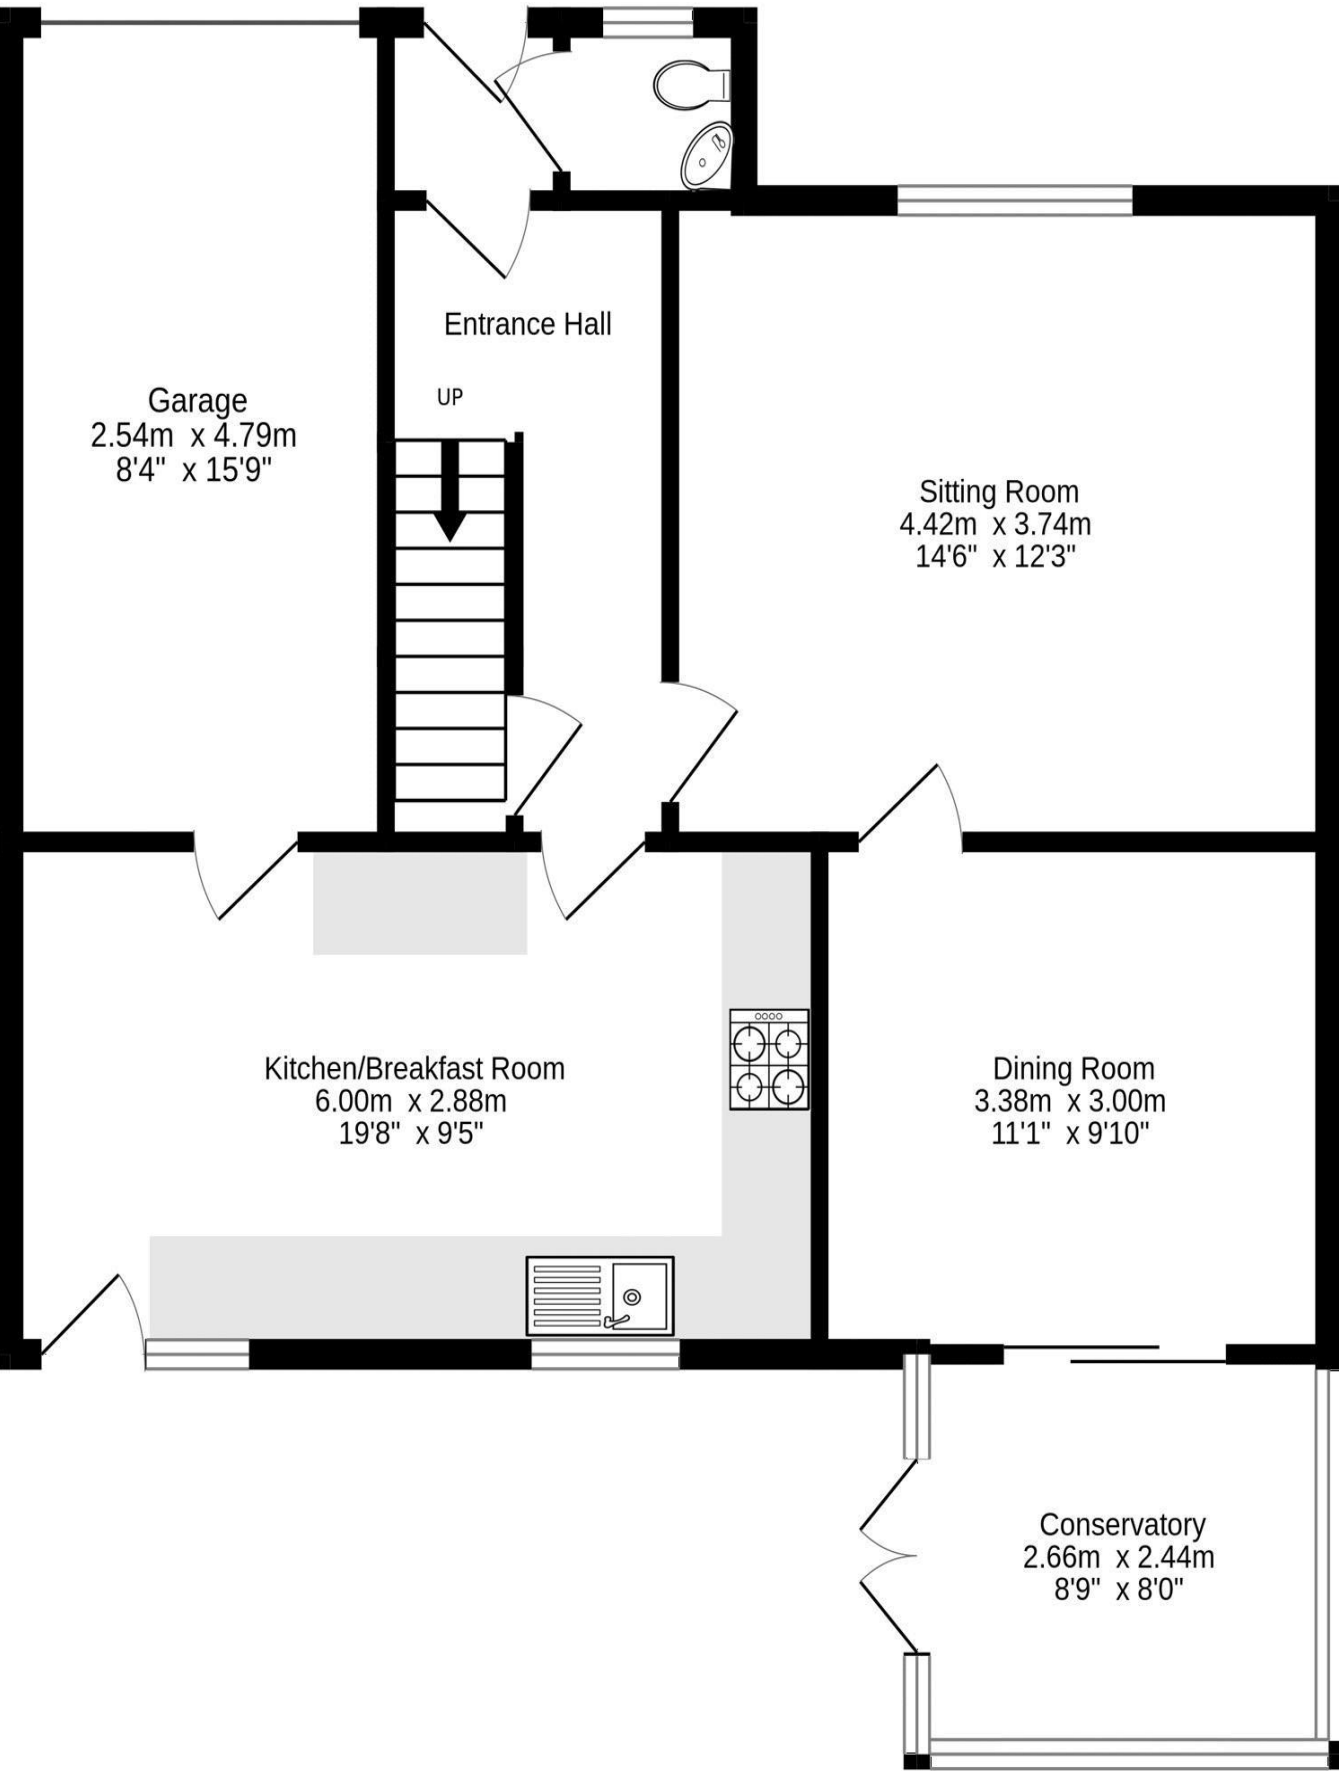 Entrance Hall
UP
Garage
2.54m x 4.79m
8'4" x 15'9"
Sitting Room
4.42m x 3.74m
14'6" x 12'3"
Kitchen/Breakfast Room
6.00m x 2.88m
19'8" x 9'5"
Dining Room
3.38m x 3.00m
11'1" x 9'10"
Conservatory
2.66m x 2.44m
8'9" x 8'0"